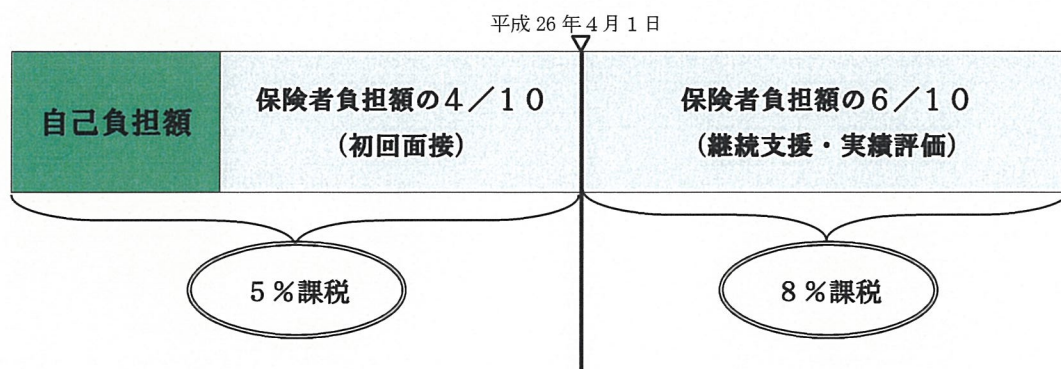 平成 26 年 4 月 1 日
自己負担額
保険者負担額の4／10
（初回面接）
保険者負担額の6／10
（継続支援・実績評価）
5％課税
8％課税